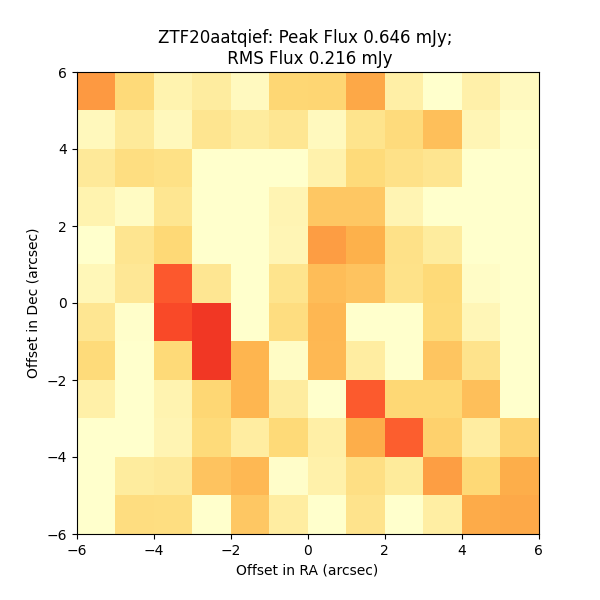 ZTF20aatqief: Peak Flux 0.646 mJy;
RMS Flux 0.216 mJy
6
4
2
0
−2
−4
−6
Offset in Dec (arcsec)
−6 −4 −2 0 2 4 6
Offset in RA (arcsec)